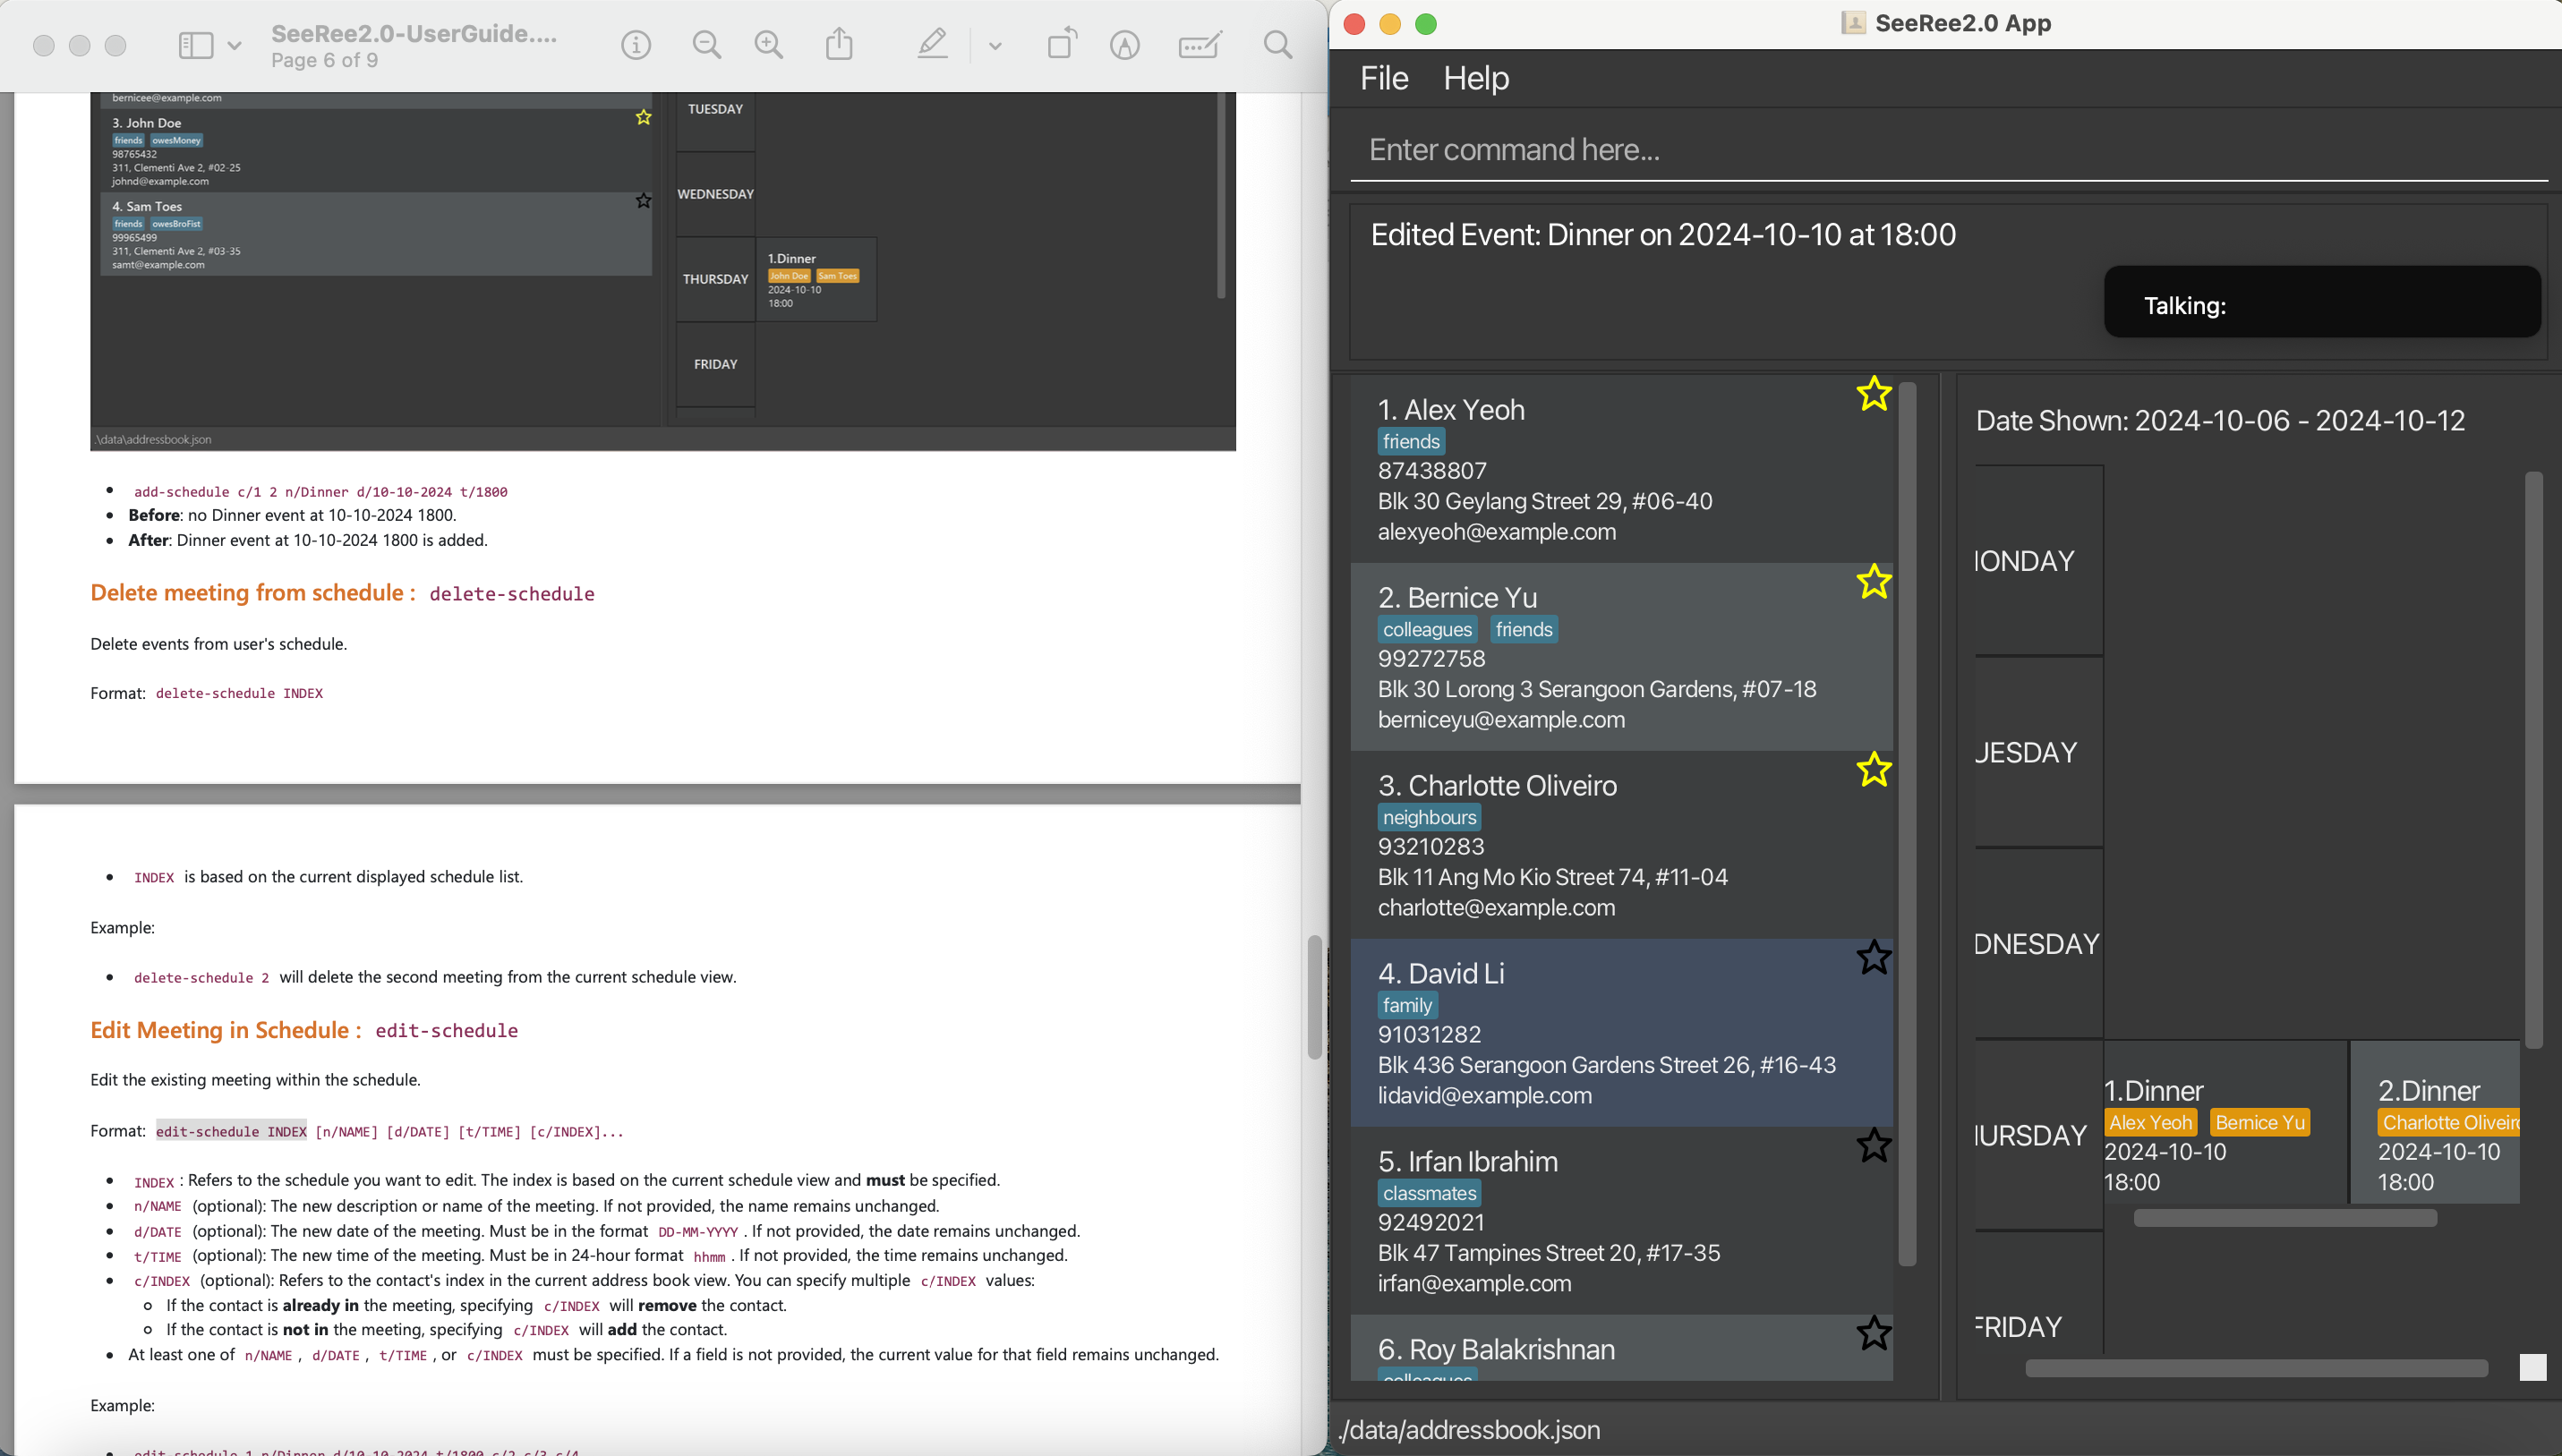 SeeRee2.0-UserGuide....
Page 6 of 9
bernicee@example.com
3. John Doe
friends owesMoney
98765432
311, Clementi Ave 2, #02-25
johnd@example.com
4. Sam Toes
friends owesBroFist
99965499
311, Clementi Ave 2, #03-35
samt@example.com
TUESDAY
WEDNESDAY
THURSDAY
1.Dinner
John Doe Sam Toes
2024-10-10
18:00
FRIDAY
.\data\addressbook.json
add-schedule c/1 2 n/Dinner d/10-10-2024 t/1800
Before: no Dinner event at 10-10-2024 1800.
After: Dinner event at 10-10-2024 1800 is added.
Delete meeting from schedule : delete-schedule
Delete events from user's schedule.
Format: delete-schedule INDEX
INDEX is based on the current displayed schedule list.
Example:
delete-schedule 2 will delete the second meeting from the current schedule view.
Edit Meeting in Schedule : edit-schedule
Edit the existing meeting within the schedule.
Format: edit-schedule INDEX [n/NAME] [d/DATE] [t/TIME] [c/INDEX]...
INDEX : Refers to the schedule you want to edit. The index is based on the current schedule view and must be specified.
n/NAME (optional): The new description or name of the meeting. If not provided, the name remains unchanged.
d/DATE (optional): The new date of the meeting. Must be in the format DD-MM-YYYY . If not provided, the date remains unchanged.
t/TIME (optional): The new time of the meeting. Must be in 24-hour format hhmm . If not provided, the time remains unchanged.
c/INDEX (optional): Refers to the contact's index in the current address book view. You can specify multiple c/INDEX values:
If the contact is already in the meeting, specifying c/INDEX will remove the contact.
If the contact is not in the meeting, specifying c/INDEX will add the contact.
At least one of n/NAME , d/DATE , t/TIME , or c/INDEX must be specified. If a field is not provided, the current value for that field remains unchanged.
Example:
edit-schedule 1 n/Dinner d/10-10-2024 t/1800 c/2 c/3 c/4
SeeRee2.0 App
File Help
Enter command here...
Edited Event: Dinner on 2024-10-10 at 18:00
Talking:
1. Alex Yeoh
friends
87438807
Blk 30 Geylang Street 29, #06-40
alexyeoh@example.com
2. Bernice Yu
colleagues friends
99272758
Blk 30 Lorong 3 Serangoon Gardens, #07-18
berniceyu@example.com
3. Charlotte Oliveiro
neighbours
93210283
Blk 11 Ang Mo Kio Street 74, #11-04
charlotte@example.com
4. David Li
family
91031282
Blk 436 Serangoon Gardens Street 26, #16-43
lidavid@example.com
5. Irfan Ibrahim
classmates
92492021
Blk 47 Tampines Street 20, #17-35
irfan@example.com
6. Roy Balakrishnan
colleagues
Date Shown: 2024-10-06 - 2024-10-12
ONDAY
UESDAY
DNESDAY
URSDAY
1.Dinner
Alex Yeoh Bernice Yu
2024-10-10
18:00
2.Dinner
Charlotte Oliveiro
2024-10-10
18:00
FRIDAY
./data/addressbook.json